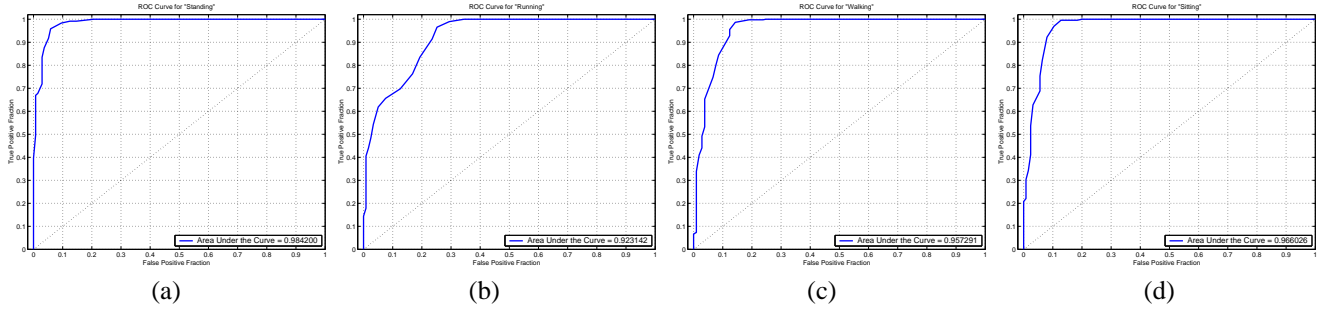 ROC Curve for "Standing"
True Positive Fraction
1
0.9
0.8
0.7
0.6
0.5
0.4
0.3
0.2
0.1
0
0 0.1 0.2 0.3 0.4 0.5 0.6 0.7 0.8 0.9 1
False Positive Fraction
Area Under the Curve = 0.984200
(a)
ROC Curve for "Running"
True Positive Fraction
1
0.9
0.8
0.7
0.6
0.5
0.4
0.3
0.2
0.1
0
0 0.1 0.2 0.3 0.4 0.5 0.6 0.7 0.8 0.9 1
False Positive Fraction
Area Under the Curve = 0.923142
(b)
ROC Curve for "Walking"
True Positive Fraction
1
0.9
0.8
0.7
0.6
0.5
0.4
0.3
0.2
0.1
0
0 0.1 0.2 0.3 0.4 0.5 0.6 0.7 0.8 0.9 1
False Positive Fraction
Area Under the Curve = 0.957291
(c)
ROC Curve for "Sitting"
True Positive Fraction
1
0.9
0.8
0.7
0.6
0.5
0.4
0.3
0.2
0.1
0
0 0.1 0.2 0.3 0.4 0.5 0.6 0.7 0.8 0.9 1
False Positive Fraction
Area Under the Curve = 0.966026
(d)